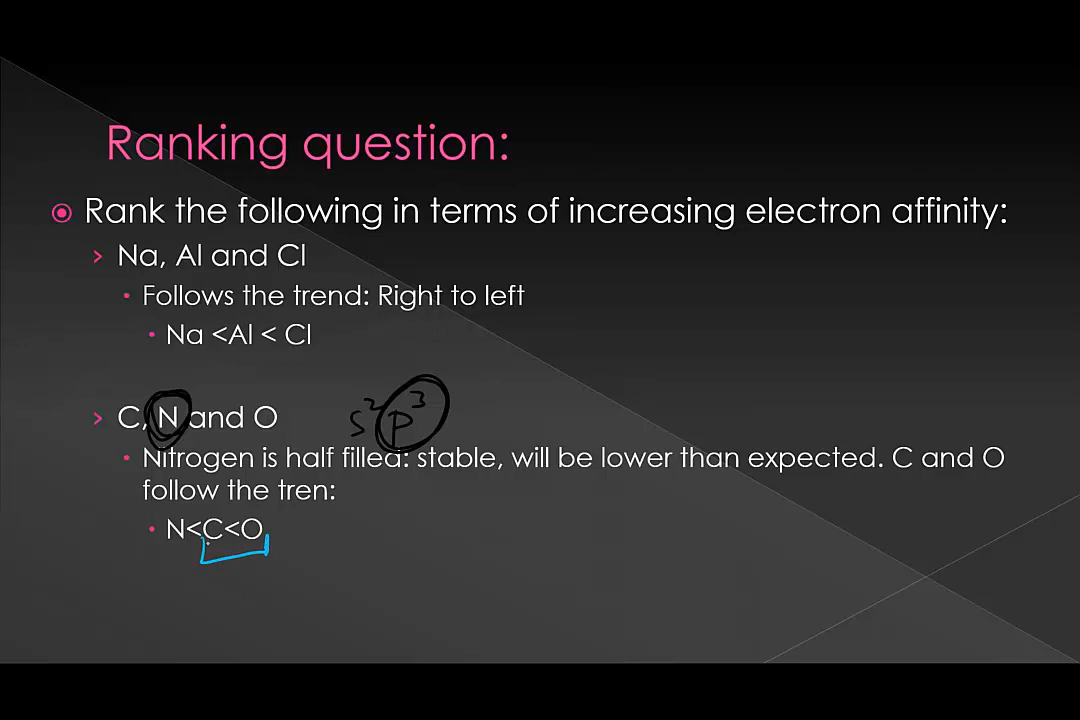 Ranking question:
Rank the following in terms of increasing electron affinity:
Na, Al and Cl
Follows the trend: Right to left
Na <Al < Cl
C, N and O s² p³
Nitrogen is half filled: stable, will be lower than expected. C and O
follow the tren:
N<C<O